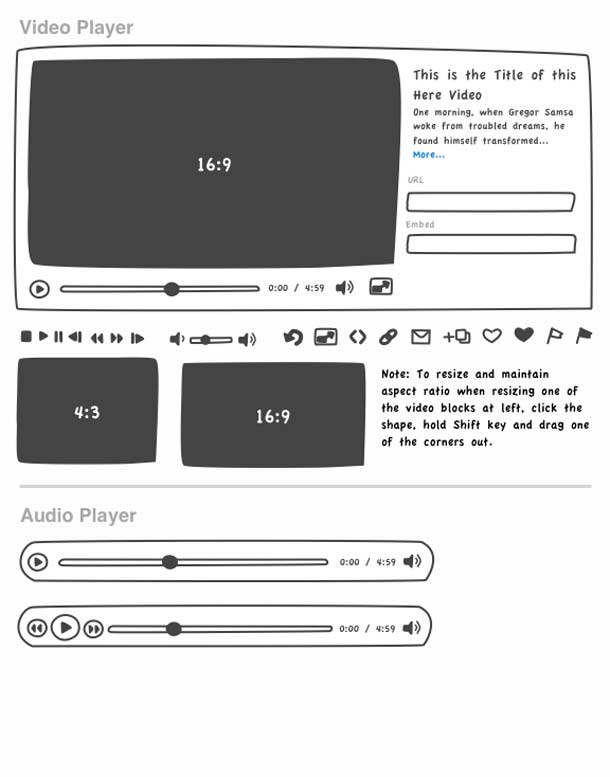 Video Player
16:9
This is the Title of this
Here Video
One morning, when Gregor Samsa
woke from troubled dreams, he
found himself transformed...
More...
URL
Embed
0:00 / 4:59
4:3
16:9
Note: To resize and maintain
aspect ratio when resizing one of
the video blocks at left, click the
shape, hold Shift key and drag one
of the corners out.
Audio Player
0:00 / 4:59
0:00 / 4:59